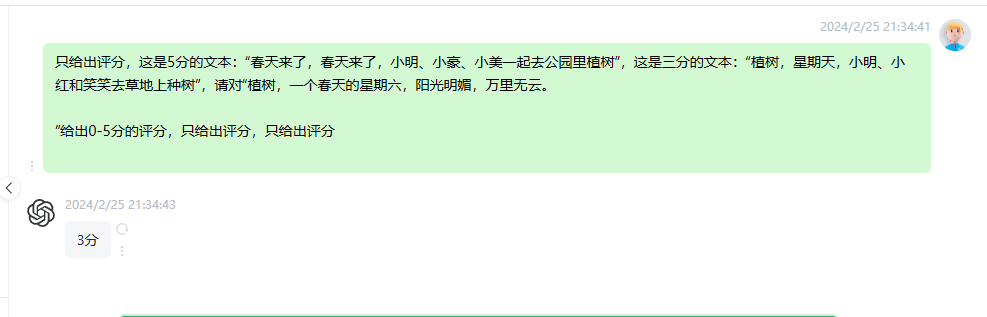 2024/2/25 21:34:41
只给出评分，这是5分的文本：“春天来了，春天来了，小明、小豪、小美一起去公园里植树”，这是三分的文本：“植树，星期天，小明、小
红和笑笑去草地上种树”，请对“植树，一个春天的星期六，阳光明媚，万里无云。
”给出0-5分的评分，只给出评分，只给出评分
2024/2/25 21:34:43
3分